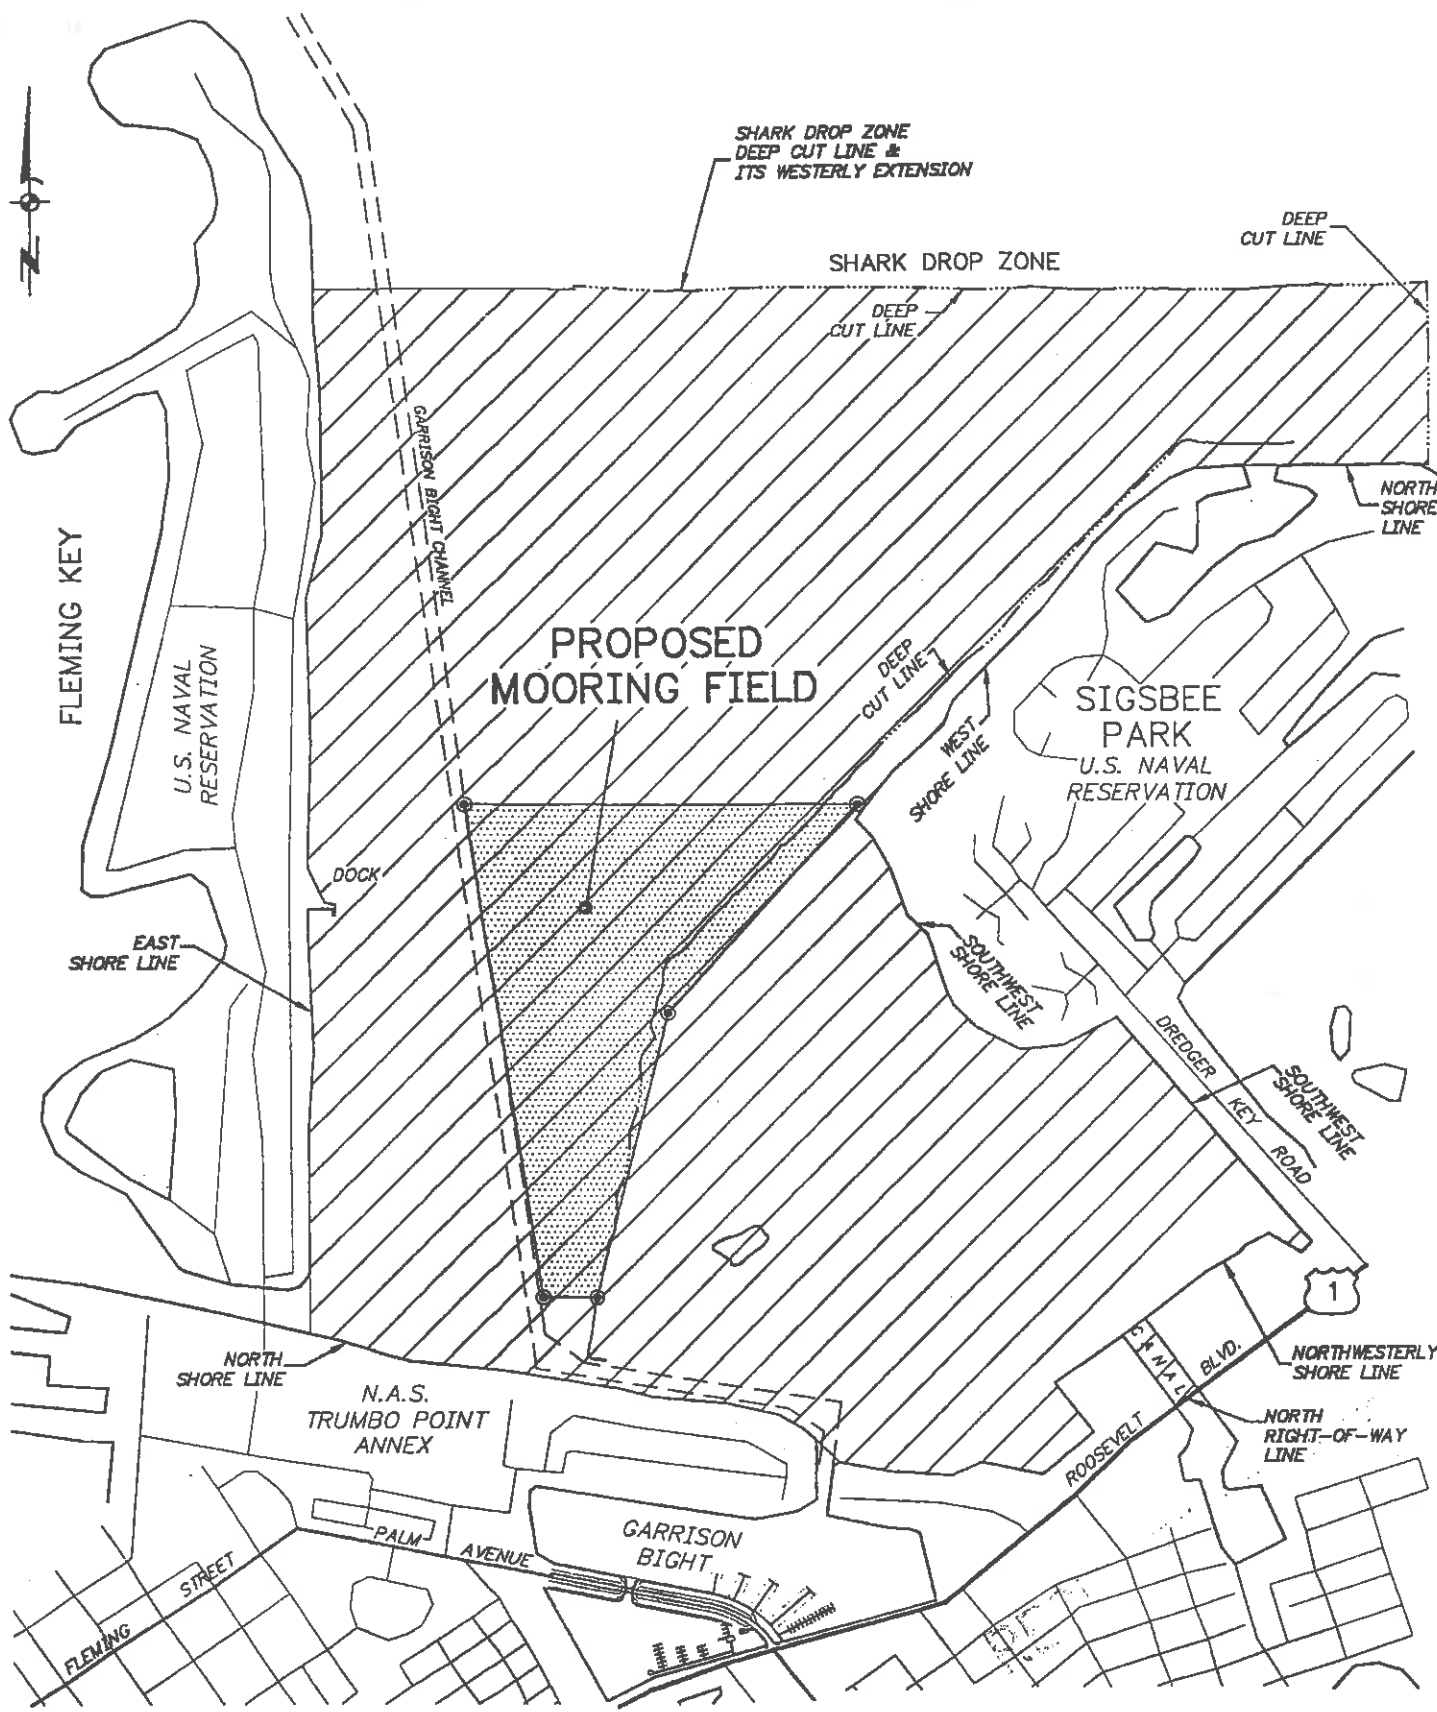 SHARK DROP ZONE
DEEP CUT LINE &
ITS WESTERLY EXTENSION
DEEP
CUT LINE
SHARK DROP ZONE
DEEP
CUT LINE
N
GARRISON BIGHT CHANNEL
NORTH
SHORE
LINE
FLEMING KEY
U.S. NAVAL
RESERVATION
PROPOSED
MOORING FIELD
DEEP
CUT LINE
WEST
SHORE LINE
SIGSBEE
PARK
U.S. NAVAL
RESERVATION
DOCK
EAST
SHORE LINE
SOUTHWEST
SHORE LINE
DREDGER KEY ROAD
SOUTHWEST
SHORE LINE
1
NORTH
SHORE LINE
N.A.S.
TRUMBO POINT
ANNEX
CANAL
ROOSEVELT BLVD.
NORTHWESTERLY
SHORE LINE
NORTH
RIGHT-OF-WAY
LINE
GARRISON
BIGHT
PALM AVENUE
FLEMING STREET